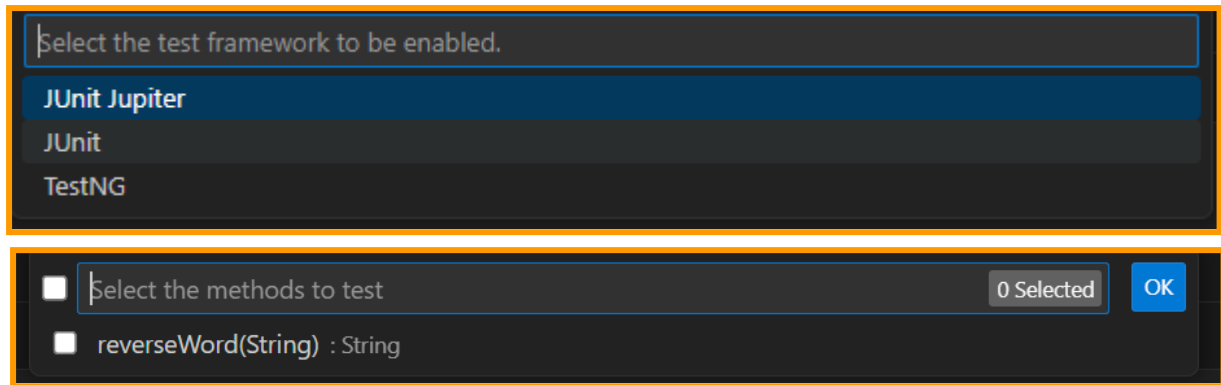 Select the test framework to be enabled.
JUnit Jupiter
JUnit
TestNG
Select the methods to test 0 Selected OK
reverseWord(String) : String